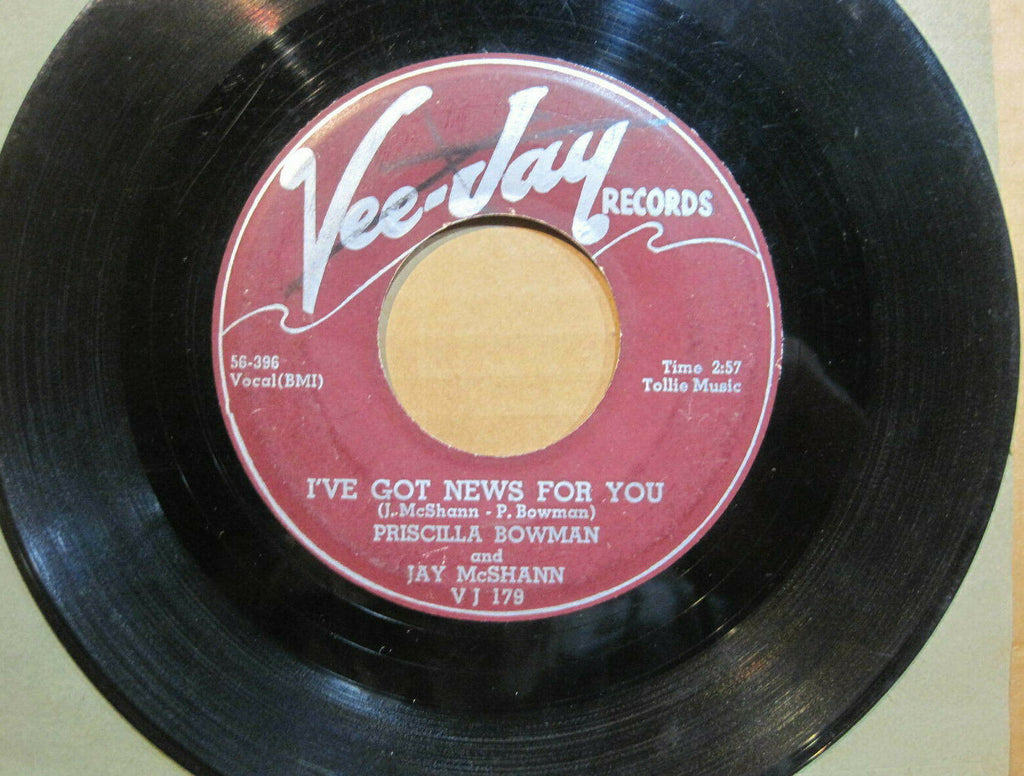 Vee-Jay
RECORDS
56-396
Vocal(BMI)
Time 2:57
Tollie Music
I'VE GOT NEWS FOR YOU
(J. McShann - P. Bowman)
PRISCILLA BOWMAN
and
JAY McSHANN
VJ 179